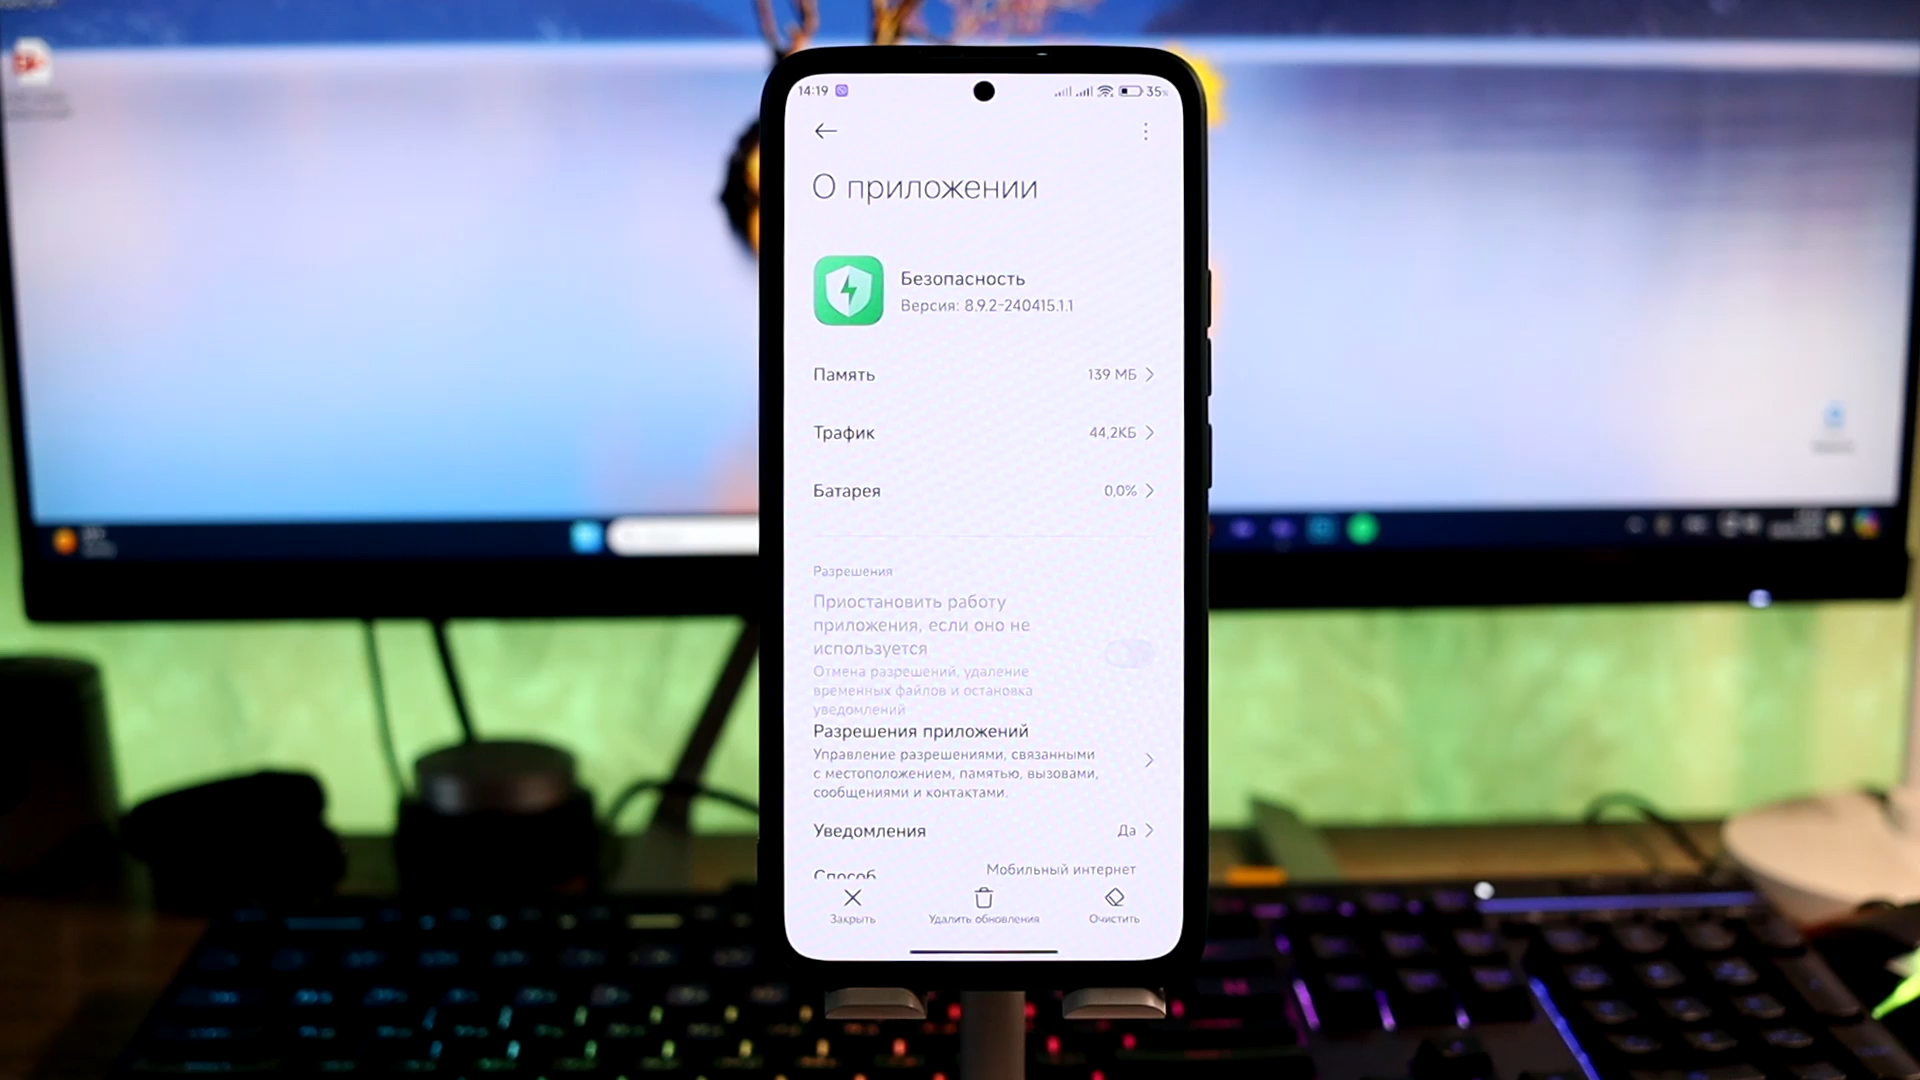 14:19
35%
О приложении
Безопасность
Версия: 8.9.2-240415.1.1
Память 139 МБ
Трафик 44,2КБ
Батарея 0,0%
Разрешения
Приостановить работу
приложения, если оно не
используется
Отмена разрешений, удаление
временных файлов и остановка
уведомлений
Разрешения приложений
Управление разрешениями, связанными
с местоположением, памятью, вызовами,
сообщениями и контактами.
Уведомления Да
Мобильный интернет
Способ
Закрыть Удалить обновления Очистить